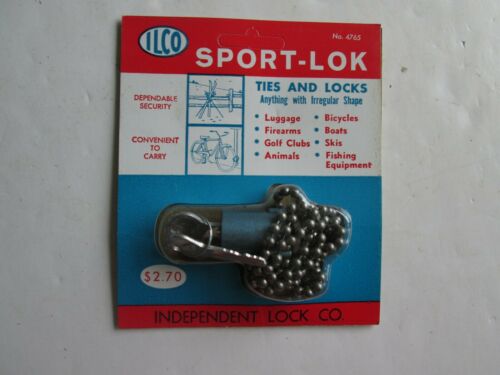 ILCO
No. 4765
SPORT-LOK
DEPENDABLE
SECURITY
CONVENIENT
TO
CARRY
TIES AND LOCKS
Anything with Irregular Shape
• Luggage
• Firearms
• Golf Clubs
• Animals
• Bicycles
• Boats
• Skis
• Fishing
Equipment
$2.70
INDEPENDENT LOCK CO.